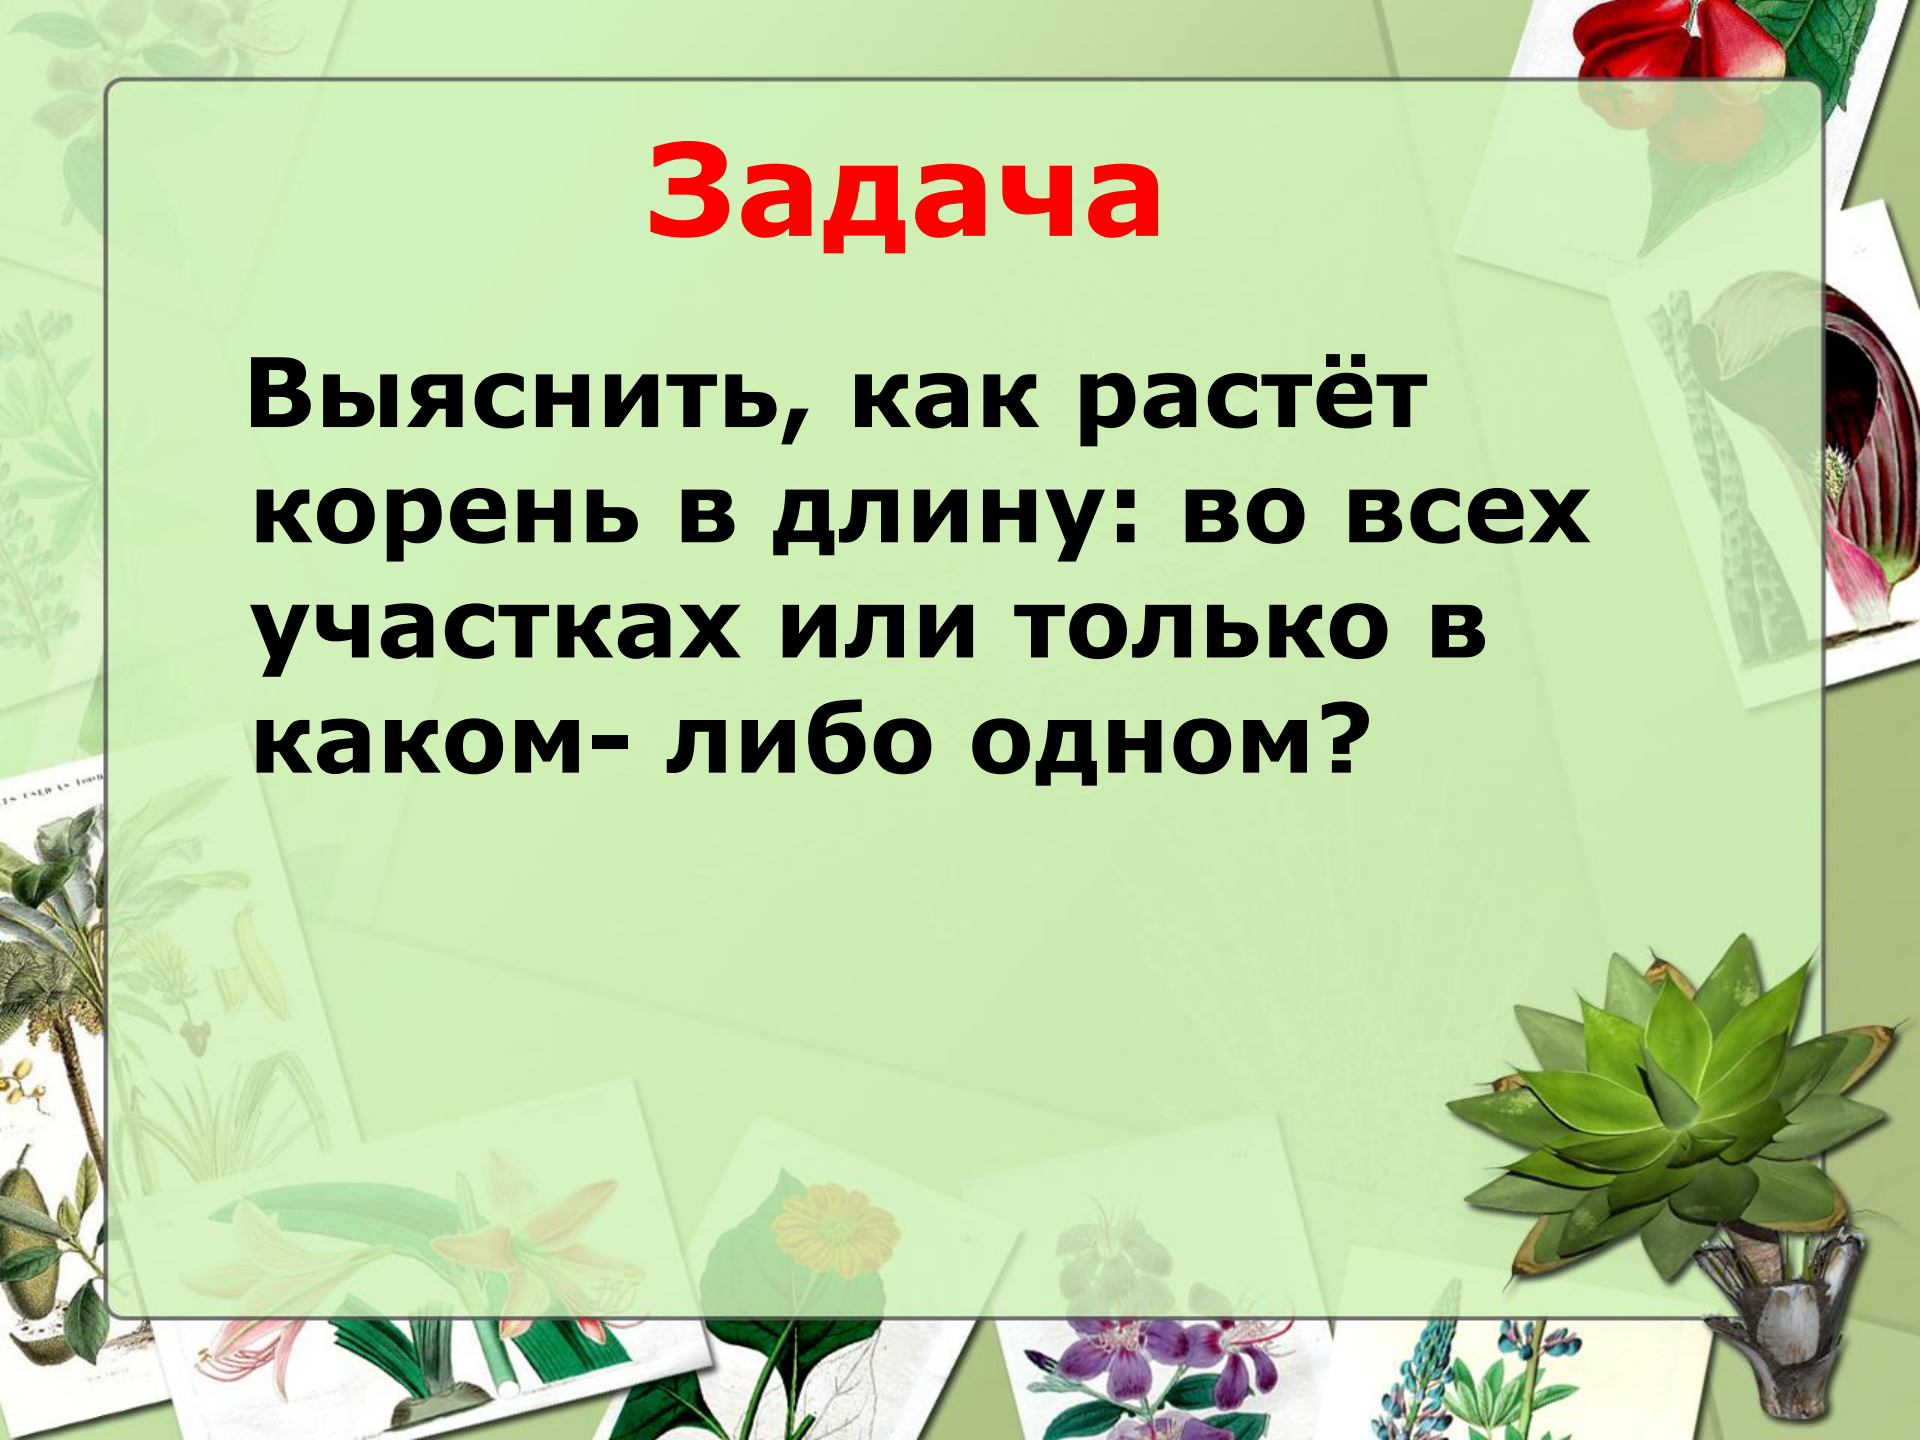 Задача
Выяснить, как растёт
корень в длину: во всех
участках или только в
каком- либо одном?